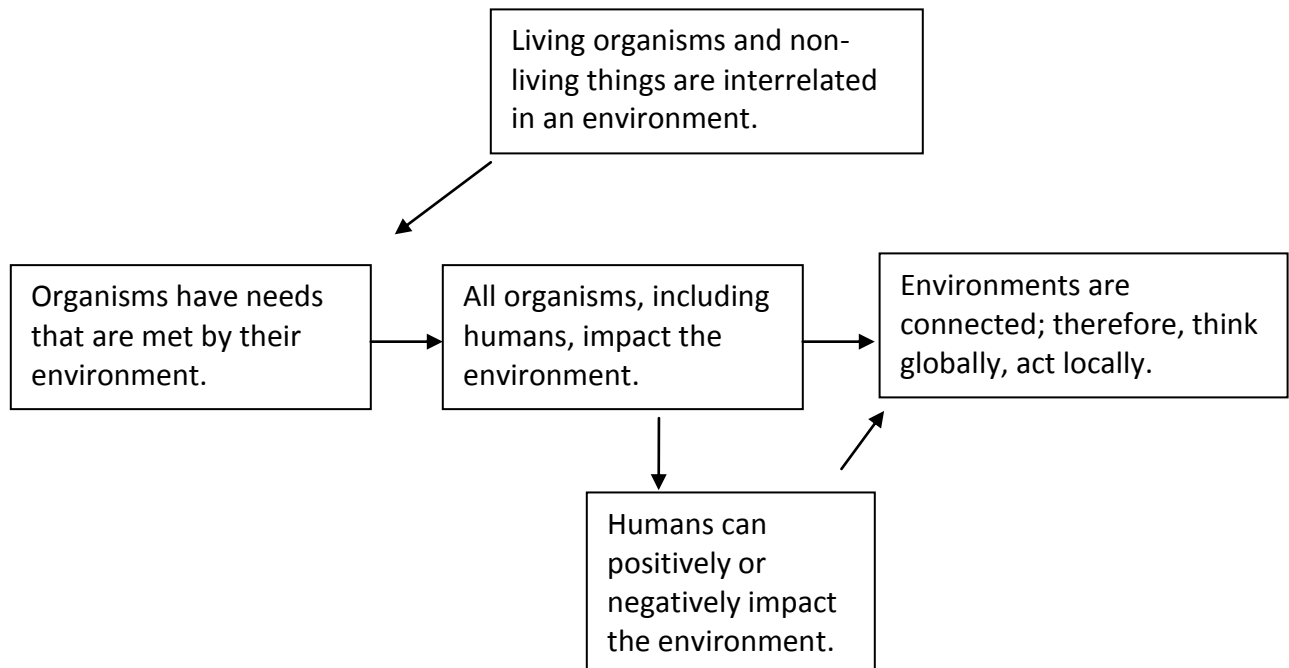 Living organisms and non-
living things are interrelated
in an environment.
Organisms have needs
that are met by their
environment.
All organisms, including
humans, impact the
environment.
Environments are
connected; therefore, think
globally, act locally.
Humans can
positively or
negatively impact
the environment.